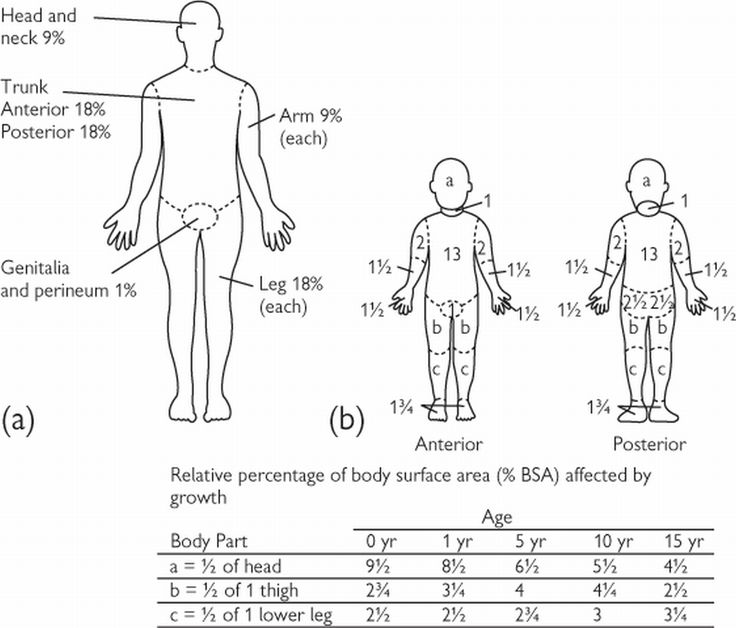 Head and
neck 9%
Trunk
Anterior 18%
Posterior 18%
Arm 9%
(each)
Genitalia
and perineum 1%
Leg 18%
(each)
(a)
a
1
2
2
13
1½
1½
1½
1½
b
b
c
c
1¾
Anterior
a
1
2
2
13
1½
1½
2½
2½
1½
1½
b
b
c
c
1¾
Posterior
(b)
Relative percentage of body surface area (% BSA) affected by
growth
Age
Body Part 0 yr 1 yr 5 yr 10 yr 15 yr
a = ½ of head 9½ 8½ 6½ 5½ 4½
b = ½ of 1 thigh 2¾ 3¼ 4 4¼ 2½
c = ½ of 1 lower leg 2½ 2½ 2¾ 3 3¼